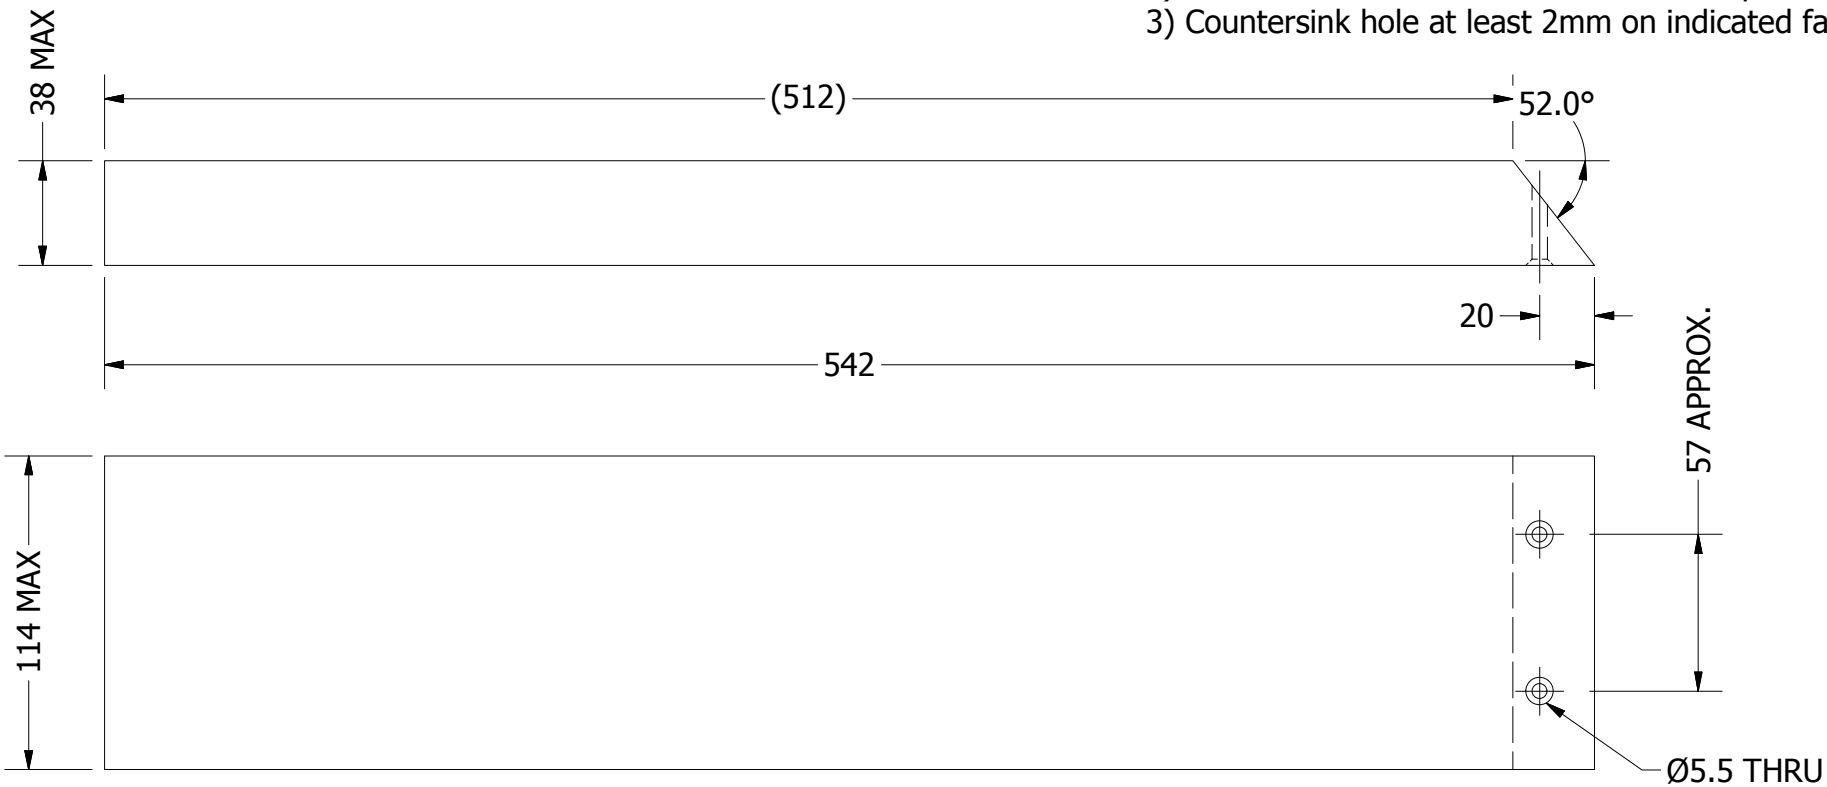 3) Countersink hole at least 2mm on indicated fa
38 MAX
(512)
52.0°
20
542
57 APPROX.
114 MAX
Ø5.5 THRU